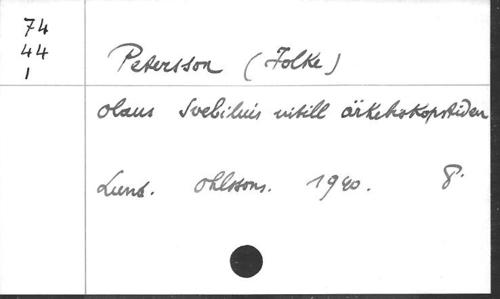 74
44
1
Petersson (Folke)
Olaus Svebilius intill ärkebiskopstiden
Lund. Ohlssons. 1940. 8.